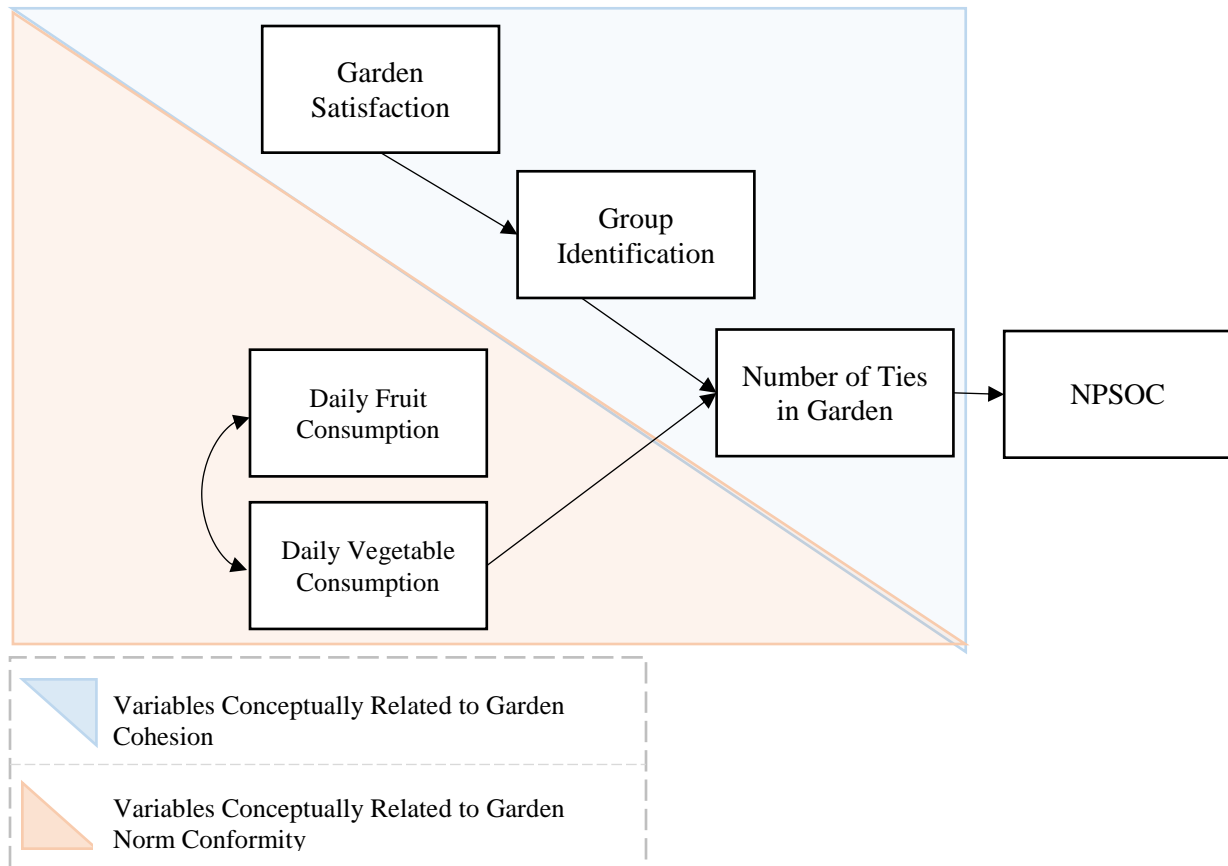 Garden
Satisfaction
Group
Identification
Number of Ties
in Garden
NPSOC
Daily Fruit
Consumption
Daily Vegetable
Consumption
Variables Conceptually Related to Garden
Cohesion
Variables Conceptually Related to Garden
Norm Conformity